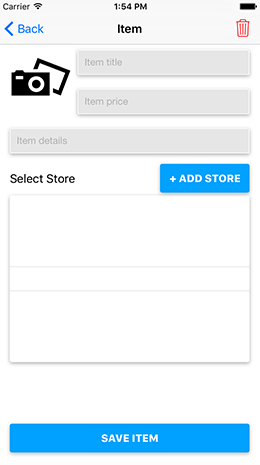 Carrier 1:54 PM
Back Item
Item title
Item price
Item details
Select Store + ADD STORE
SAVE ITEM